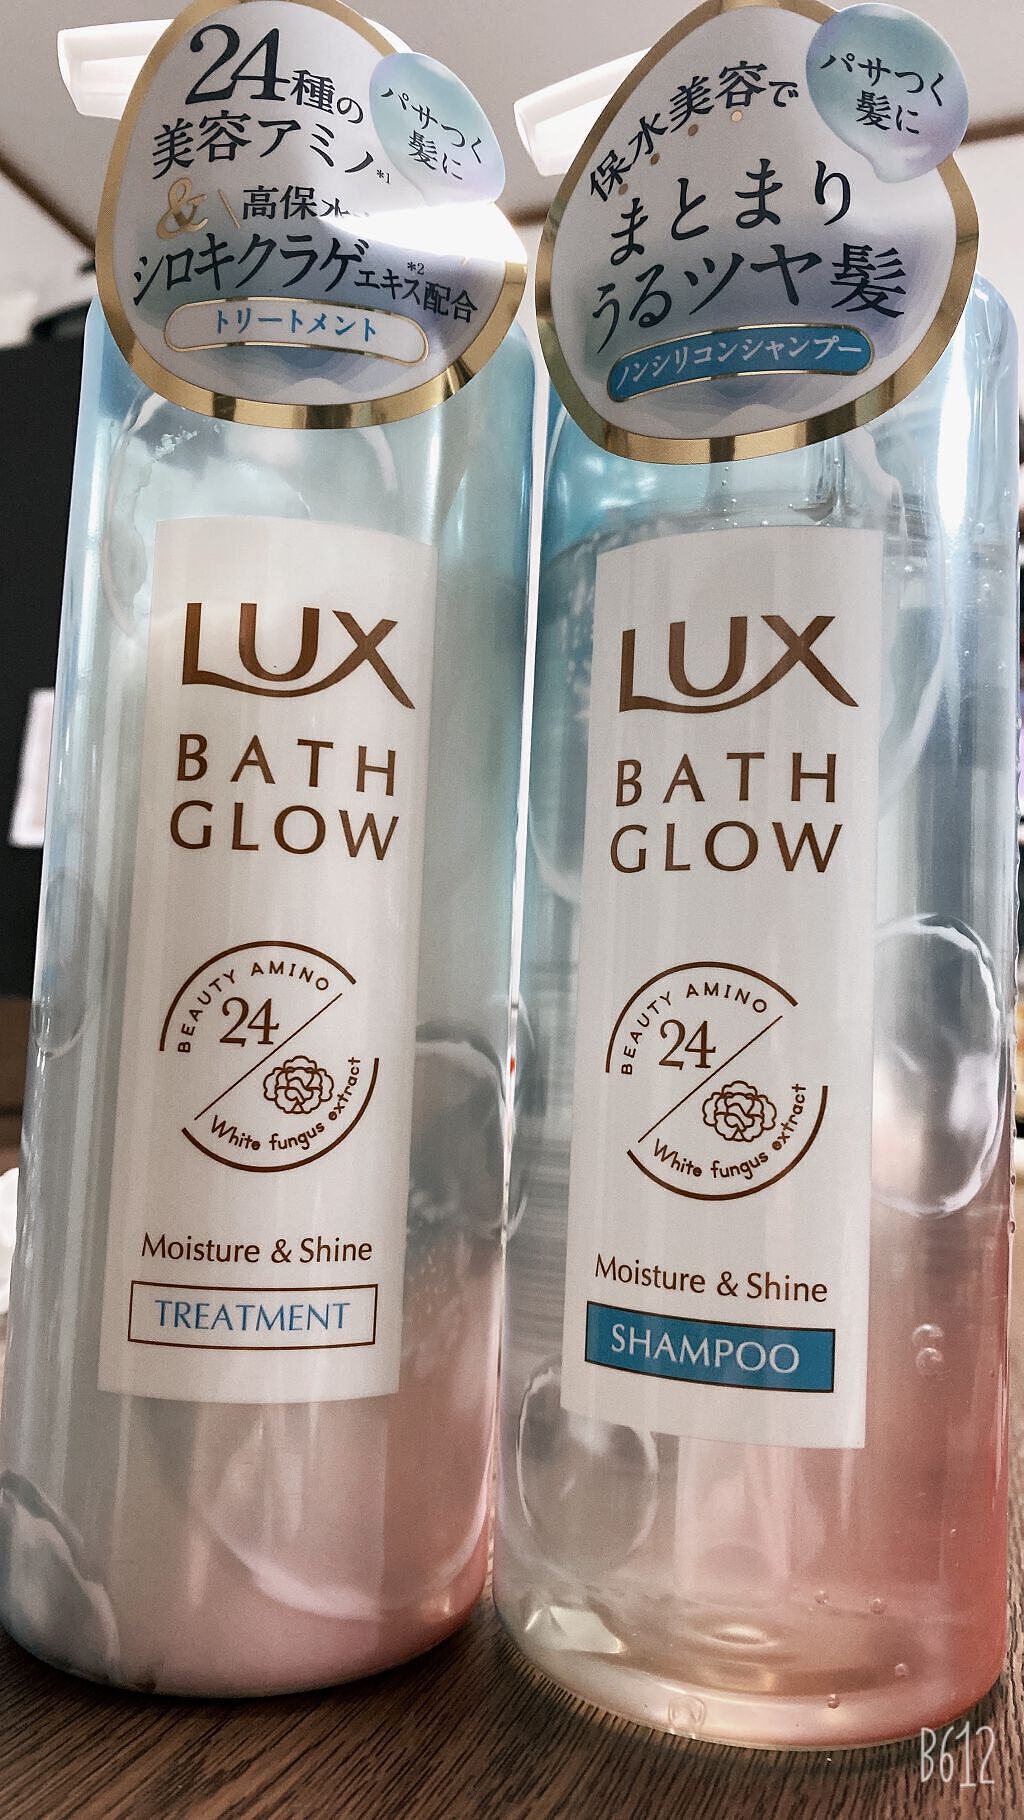 24種の
美容アミノ*1
& 高保水
シロキクラゲエキス*2配合
トリートメント
パサつく
髪に
LUX
BATH
GLOW
BEAUTY AMINO
24
White fungus extract
Moisture & Shine
TREATMENT
保水美容で
まとまり
うるツヤ髪
ノンシリコンシャンプー
パサつく
髪に
LUX
BATH
GLOW
BEAUTY AMINO
24
White fungus extract
Moisture & Shine
SHAMPOO
B612